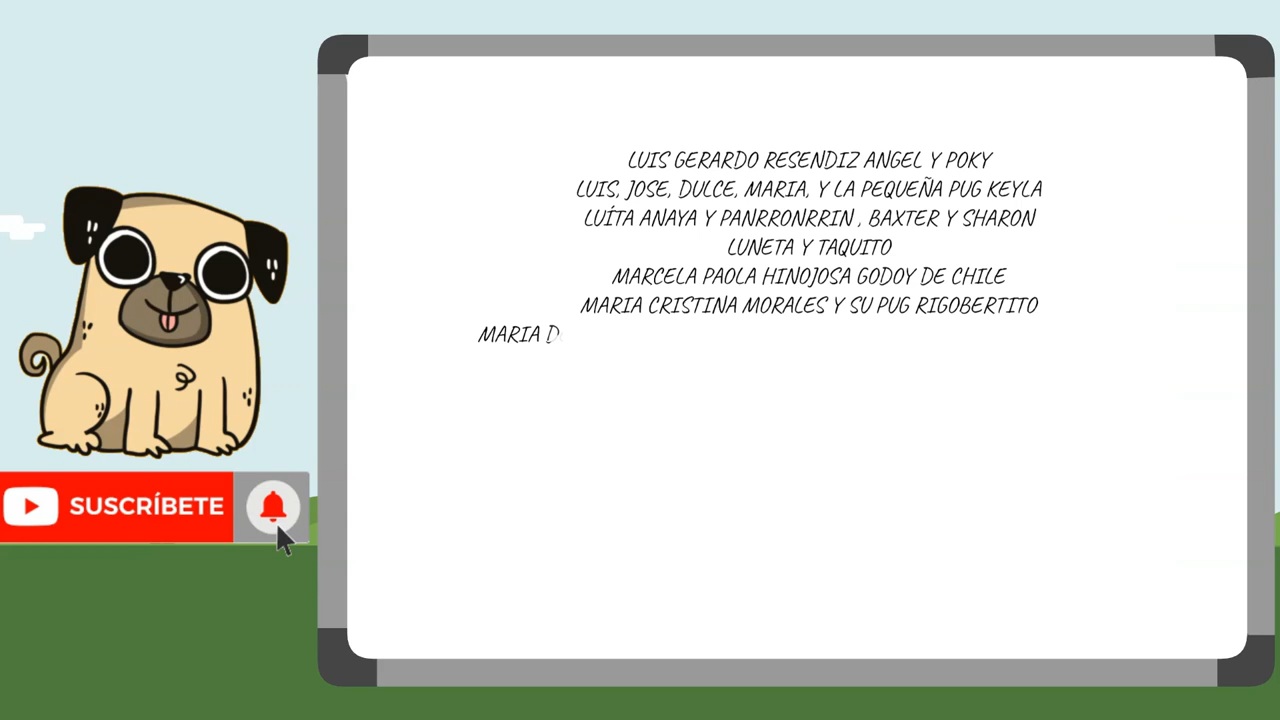 LUIS GERARDO RESENDIZ ANGEL Y POKY
LUIS, JOSE, DULCE, MARIA, Y LA PEQUEÑA PUG KEYLA
LUÍTA ANAYA Y PANRRONRRIN , BAXTER Y SHARON
LUNETA Y TAQUITO
MARCELA PAOLA HINOJOSA GODOY DE CHILE
MARIA CRISTINA MORALES Y SU PUG RIGOBERTITO
MARIA
SUSCRÍBETE